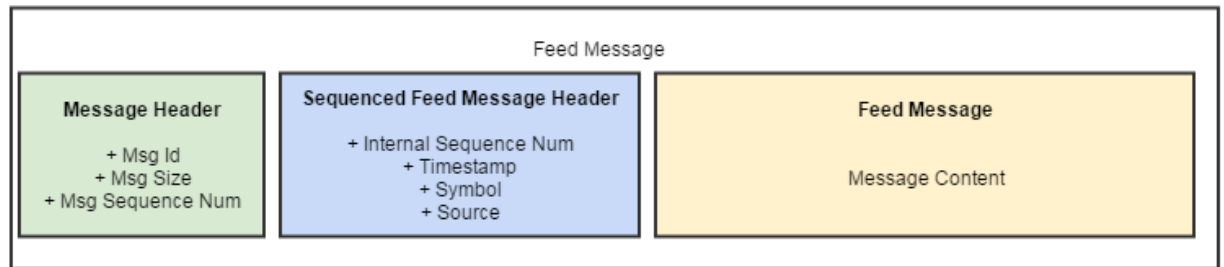 Feed Message
Message Header
+ Msg Id
+ Msg Size
+ Msg Sequence Num
Sequenced Feed Message Header
+ Internal Sequence Num
+ Timestamp
+ Symbol
+ Source
Feed Message
Message Content